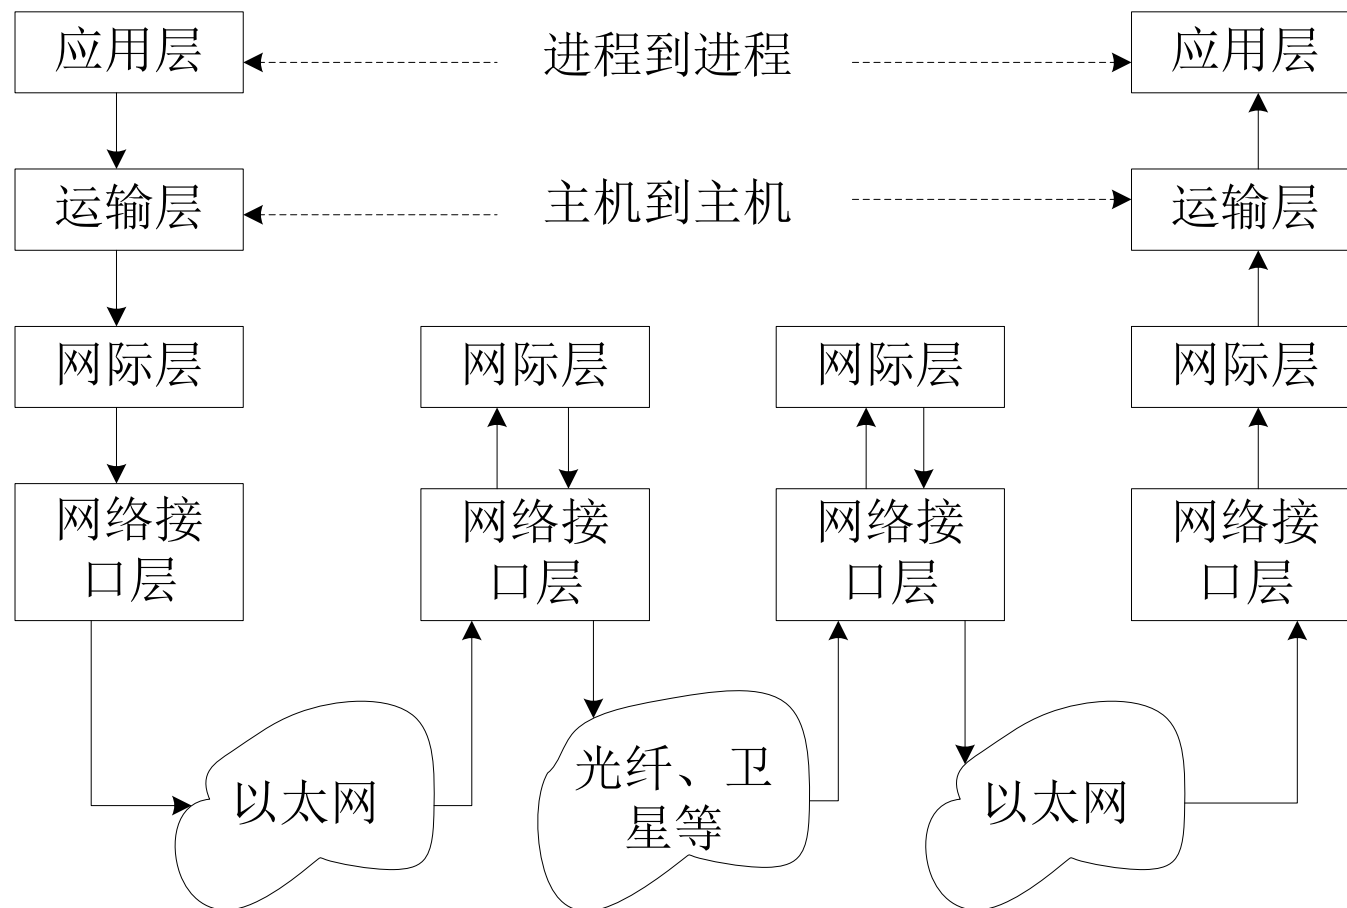 应用层
进程到进程
应用层
运输层
主机到主机
运输层
网际层
网际层
网际层
网际层
网络接
口层
网络接
口层
网络接
口层
网络接
口层
以太网
光纤、卫
星等
以太网